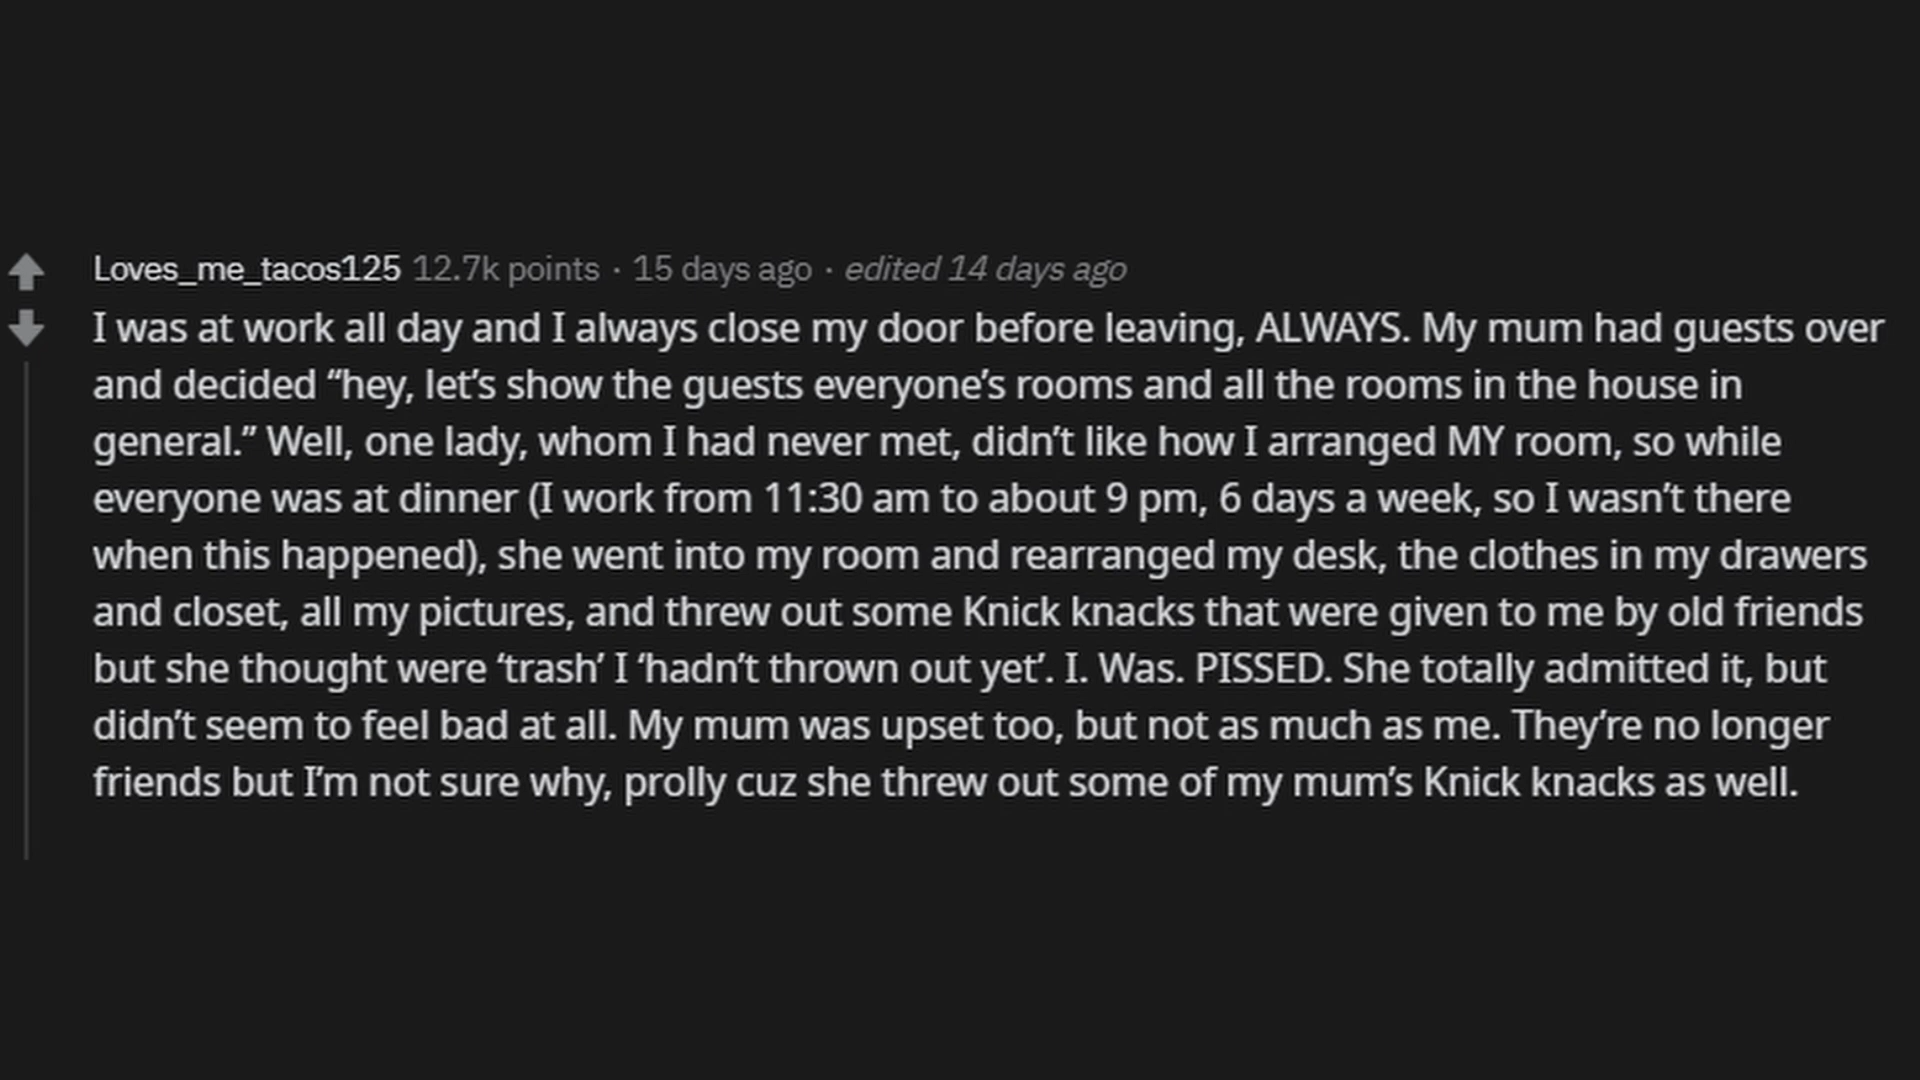 Loves_me_tacos125 12.7k points · 15 days ago · edited 14 days ago
I was at work all day and I always close my door before leaving, ALWAYS. My mum had guests over
and decided “hey, let’s show the guests everyone’s rooms and all the rooms in the house in
general.” Well, one lady, whom I had never met, didn’t like how I arranged MY room, so while
everyone was at dinner (I work from 11:30 am to about 9 pm, 6 days a week, so I wasn’t there
when this happened), she went into my room and rearranged my desk, the clothes in my drawers
and closet, all my pictures, and threw out some Knick knacks that were given to me by old friends
but she thought were ‘trash’ I ‘hadn’t thrown out yet’. I. Was. PISSED. She totally admitted it, but
didn’t seem to feel bad at all. My mum was upset too, but not as much as me. They’re no longer
friends but I’m not sure why, prolly cuz she threw out some of my mum’s Knick knacks as well.